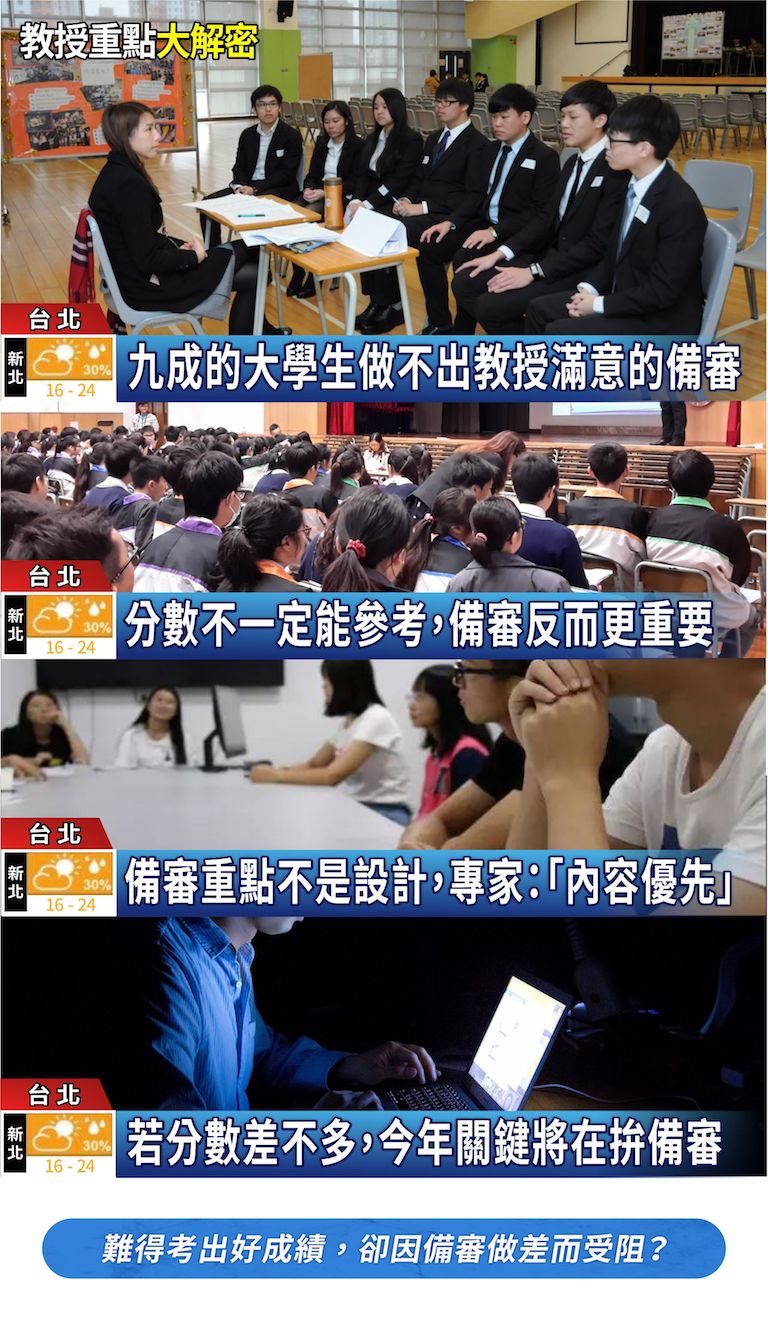 教授重點大解密
台北
新北
30%
16 - 24
九成的大學生做不出教授滿意的備審
台北
新北
30%
16 - 24
分數不一定能參考，備審反而更重要
台北
新北
30%
16 - 24
備審重點不是設計，專家：「內容優先」
台北
新北
30%
16 - 24
若分數差不多，今年關鍵將在拚備審
難得考出好成績，卻因備審做差而受阻？